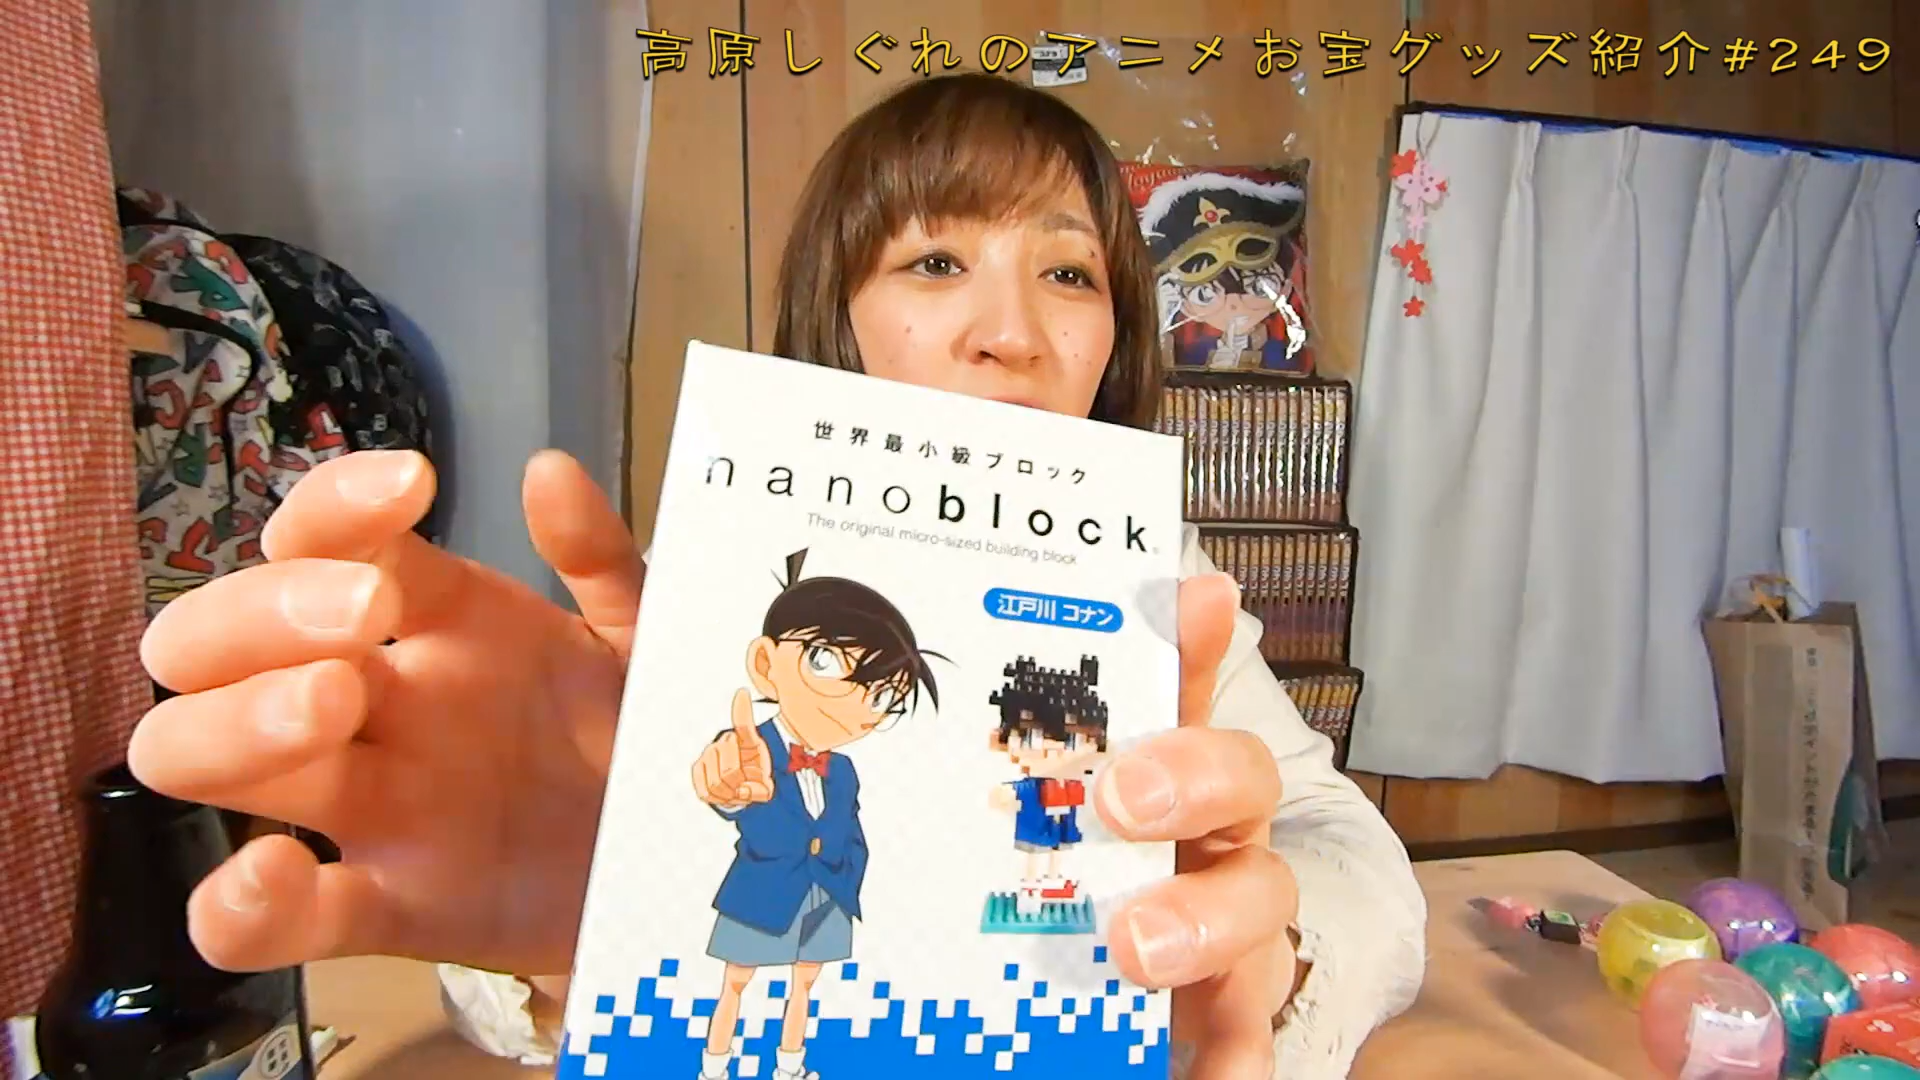 高原しぐれのアニメお宝グッズ紹介#249
世界最小級ブロック
nanoblock
The original micro-sized building block
江戸川 コナン